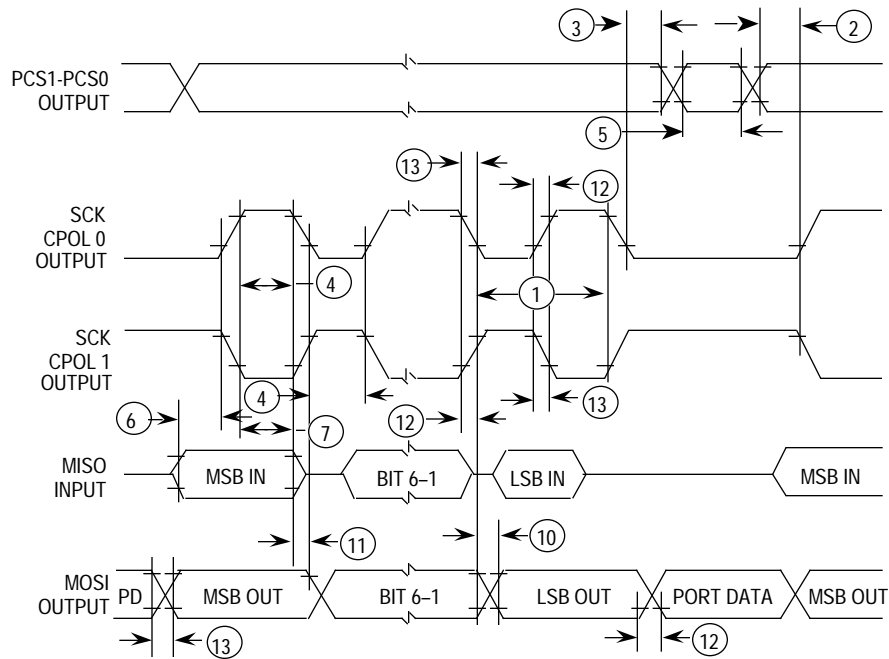 3
2
PCS1-PCS0
OUTPUT
5
13
12
SCK
CPOL 0
OUTPUT
4
1
SCK
CPOL 1
OUTPUT
4
13
6
7
12
MISO
INPUT
MSB IN
BIT 6–1
LSB IN
MSB IN
11
10
MOSI
OUTPUT
PD
MSB OUT
BIT 6–1
LSB OUT
PORT DATA
MSB OUT
13
12